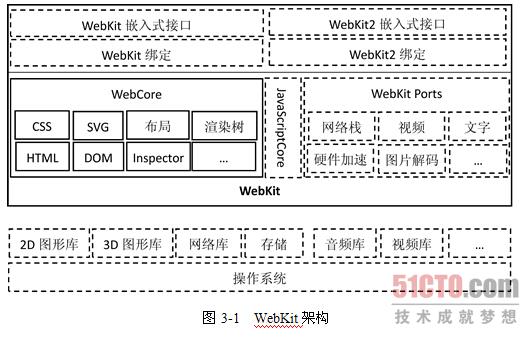 WebKit 嵌入式接口
WebKit2 嵌入式接口
WebKit 绑定
WebKit2 绑定
WebCore
JavaScriptCore
WebKit Ports
CSS
SVG
布局
渲染树
网络栈
视频
文字
HTML
DOM
Inspector
...
硬件加速
图片解码
...
WebKit
2D 图形库
3D 图形库
网络库
存储
音频库
视频库
...
操作系统
51CTO.com
技术成就梦想
图 3-1 WebKit 架构